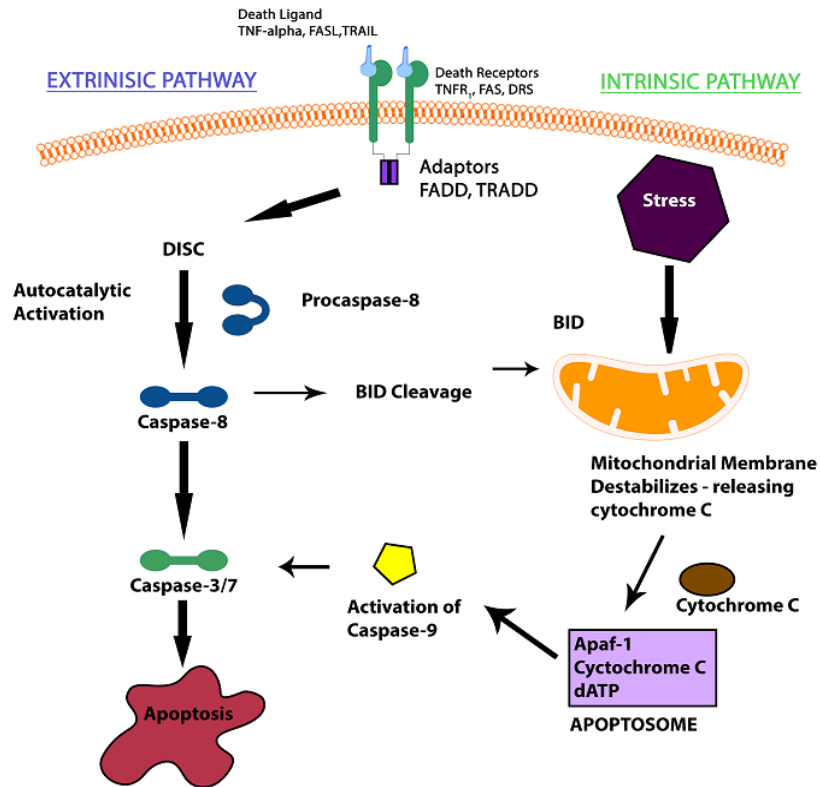 Death Ligand
TNF-alpha, FASL,TRAIL
EXTRINISIC PATHWAY
Death Receptors
TNFR1, FAS, DRS
INTRINSIC PATHWAY
Adaptors
FADD, TRADD
Stress
DISC
Autocatalytic
Activation
Procaspase-8
BID
Caspase-8
BID Cleavage
Mitochondrial Membrane
Destabilizes - releasing
cytochrome C
Caspase-3/7
Activation of
Caspase-9
Cytochrome C
Apaf-1
Cyctochrome C
dATP
APOPTOSOME
Apoptosis